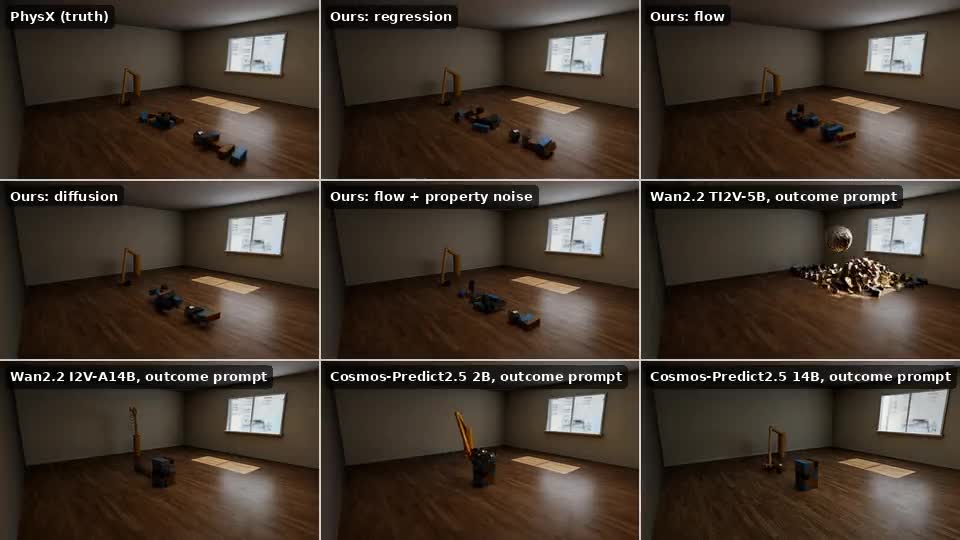 PhysX (truth)
Ours: regression
Ours: flow
Ours: diffusion
Ours: flow + property noise
Wan2.2 TI2V-5B, outcome prompt
Wan2.2 I2V-A14B, outcome prompt
Cosmos-Predict2.5 2B, outcome prompt
Cosmos-Predict2.5 14B, outcome prompt